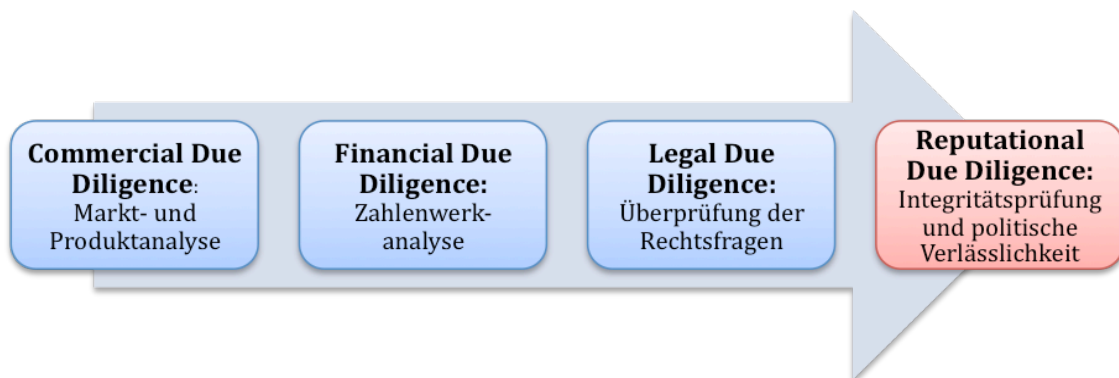 Commercial Due
Diligence:
Markt- und
Produktanalyse
Financial Due
Diligence:
Zahlenwerk-
analyse
Legal Due
Diligence:
Überprüfung der
Rechtsfragen
Reputational
Due Diligence:
Integritätsprüfung
und politische
Verlässlichkeit